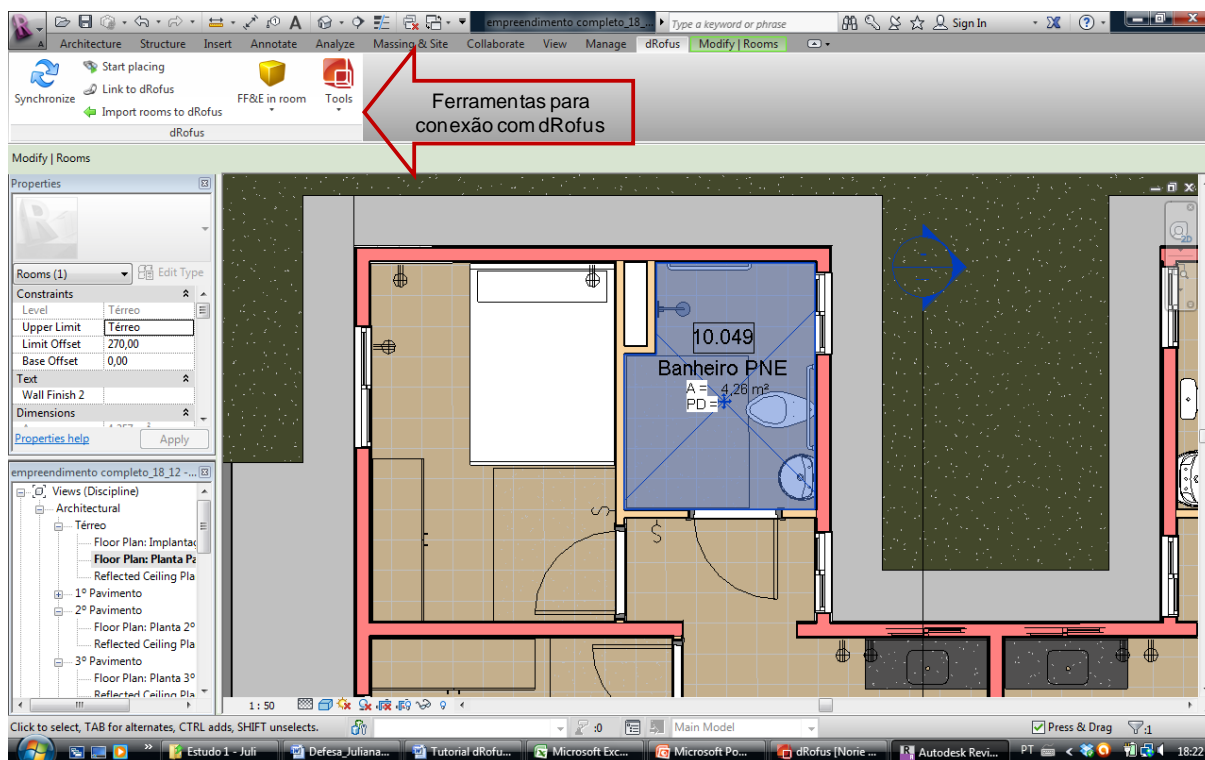 empreendimento completo_18_...
Type a keyword or phrase
Sign In
Architecture Structure Insert Annotate Analyze Massing & Site Collaborate View Manage dRofus Modify | Rooms
Synchronize
Start placing
Link to dRofus
Import rooms to dRofus
FF&E in room
Tools
dRofus
Ferramentas para
conexão com dRofus
Modify | Rooms
Properties
Rooms (1)
Edit Type
Constraints
Level Térreo
Upper Limit Térreo
Limit Offset 270,00
Base Offset 0,00
Text
Wall Finish 2
Dimensions
Properties help
Apply
empreendimento completo_18_12 -...
Views (Discipline)
Architectural
Térreo
Floor Plan: Implantaç
Floor Plan: Planta Pa
Reflected Ceiling Pla
1º Pavimento
2º Pavimento
Floor Plan: Planta 2º
Reflected Ceiling Pla
3º Pavimento
Floor Plan: Planta 3º
Reflected Ceiling Pla
10.049
Banheiro PNE
A = 4,26 m²
PD =
2D
1 : 50
Click to select, TAB for alternates, CTRL adds, SHIFT unselects.
:0
Main Model
Press & Drag
:1
Estudo 1 - Juli
Defesa_Juliana...
Tutorial dRofu...
Microsoft Exc...
Microsoft Po...
dRofus [Norie ...
Autodesk Revi...
PT
18:22